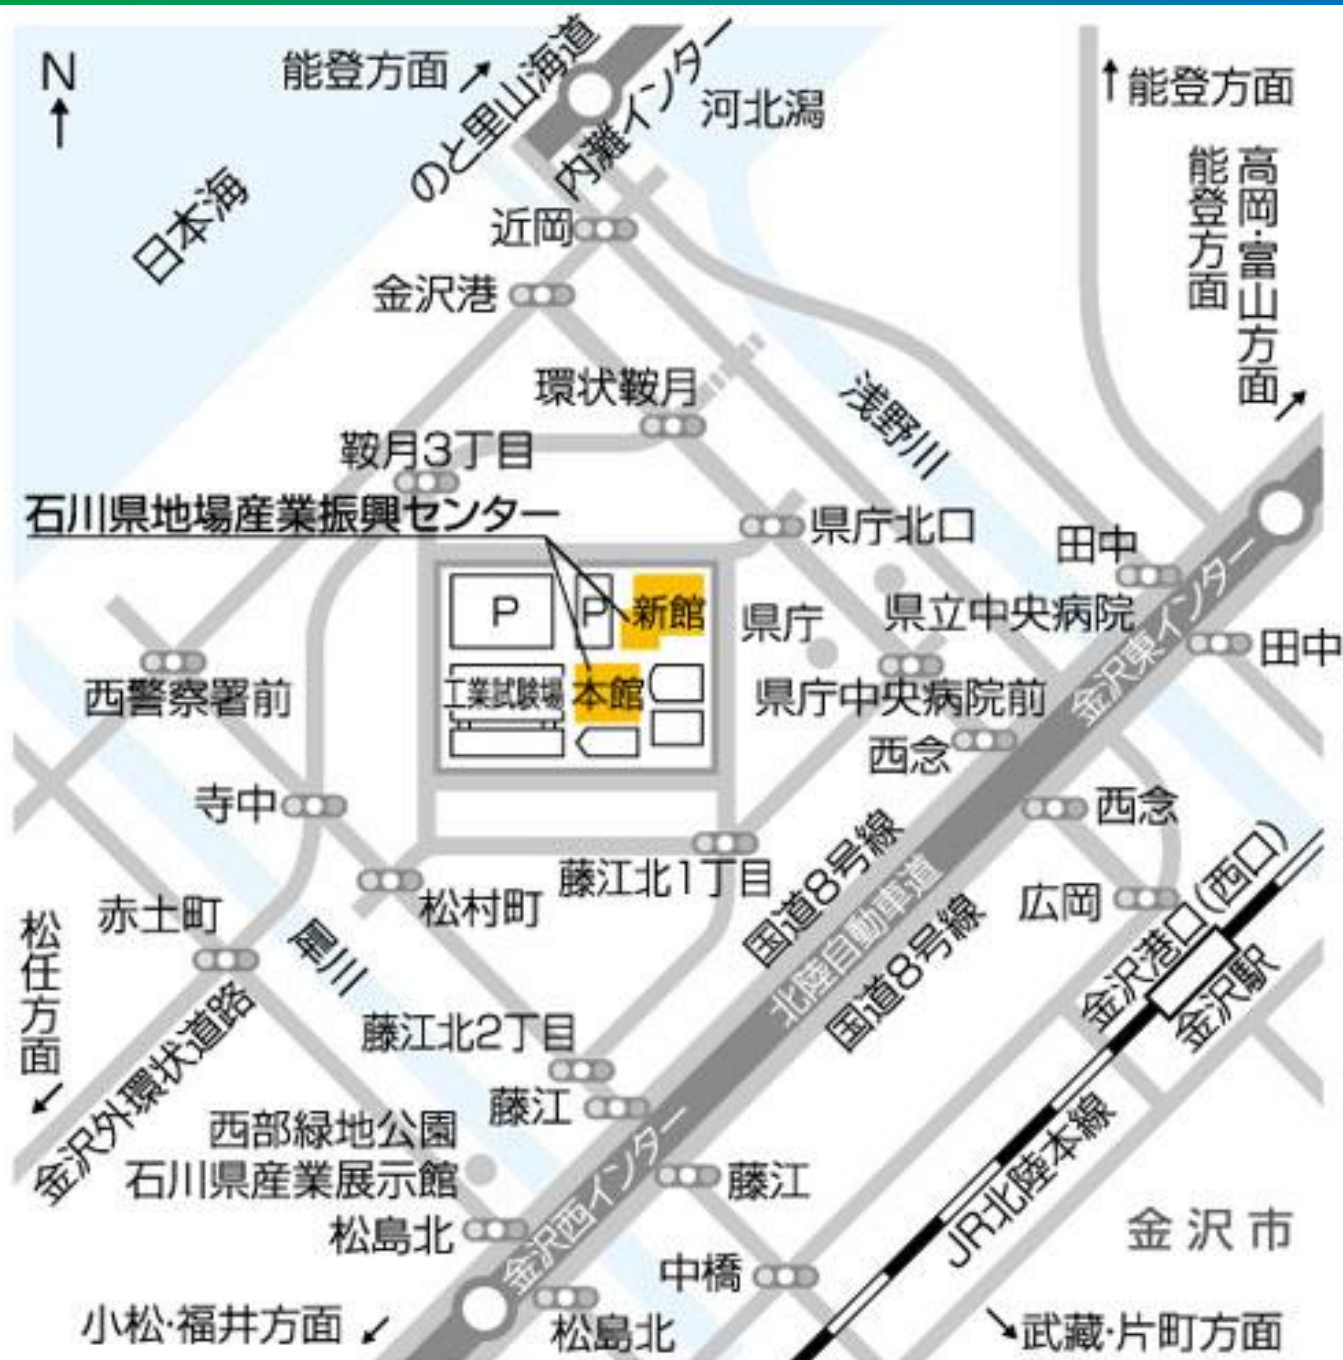 N
能登方面
のと里山海道
内灘インター
河北潟
能登方面
高岡・富山方面
能登方面
日本海
近岡
金沢港
環状鞍月
浅野川
鞍月3丁目
石川県地場産業振興センター
県庁北口
田中
P
P
新館
県庁
県立中央病院
金沢東インター
田中
西警察署前
工業試験場
本館
県庁中央病院前
西念
寺中
西念
国道8号線
北陸自動車道
国道8号線
藤江北1丁目
松村町
広岡
金沢港口(西口)
金沢駅
赤土町
松任方面
犀川
金沢外環状道路
藤江北2丁目
藤江
西部緑地公園
石川県産業展示館
藤江
金沢西インター
JR北陸本線
松島北
金沢市
中橋
小松・福井方面
松島北
武蔵・片町方面